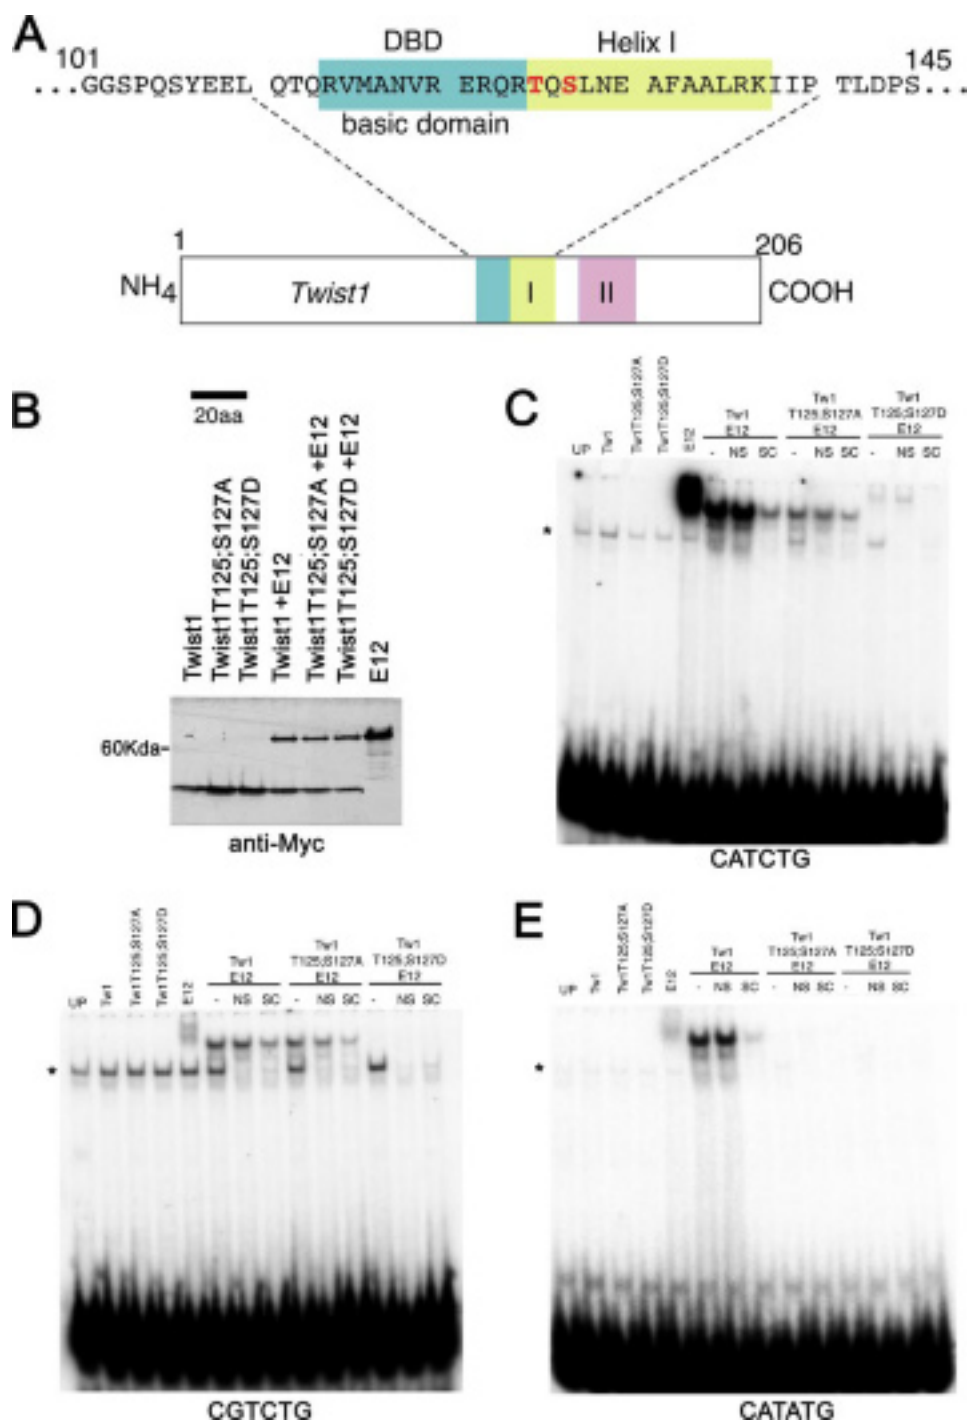 A
DBD Helix I
101 145
...GGSPQSYEEL QTQRVMANVR ERQRTQSLNE AFAALRKIIP TLDPS...
basic domain
1 206
NH4 Twist1 I II COOH
B
20aa
Twist1
Twist1T125;S127A
Twist1T125;S127D
Twist1 +E12
Twist1T125;S127A +E12
Twist1T125;S127D +E12
E12
60Kda-
anti-Myc
C
UP
Tw1
Tw1T125;S127A
Tw1T125;S127D
E12
Tw1
E12
- NS SC
Tw1
T125;S127A
E12
- NS SC
Tw1
T125;S127D
E12
- NS SC
*
CATCTG
D
UP
Tw1
Tw1T125;S127A
Tw1T125;S127D
E12
Tw1
E12
- NS SC
Tw1
T125;S127A
E12
- NS SC
Tw1
T125;S127D
E12
- NS SC
*
CGTCTG
E
UP
Tw1
Tw1T125;S127A
Tw1T125;S127D
E12
Tw1
E12
- NS SC
Tw1
T125;S127A
E12
- NS SC
Tw1
T125;S127D
E12
- NS SC
*
CATATG